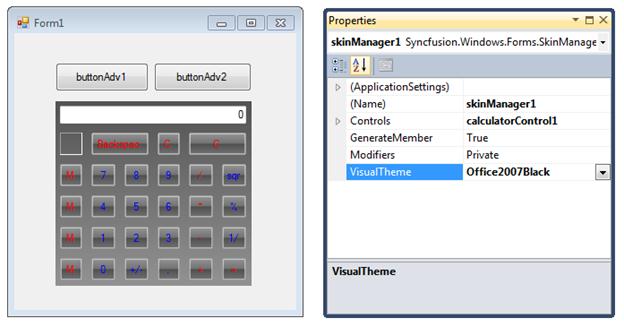 Form1
buttonAdv1 buttonAdv2
0
Backspac C C
M 7 8 9 / sqr
M 4 5 6 * %
M 1 2 3 - 1/
M 0 +/- . + =
Properties
skinManager1 Syncfusion.Windows.Forms.SkinManage
(ApplicationSettings)
(Name) skinManager1
Controls calculatorControl1
GenerateMember True
Modifiers Private
VisualTheme Office2007Black
VisualTheme